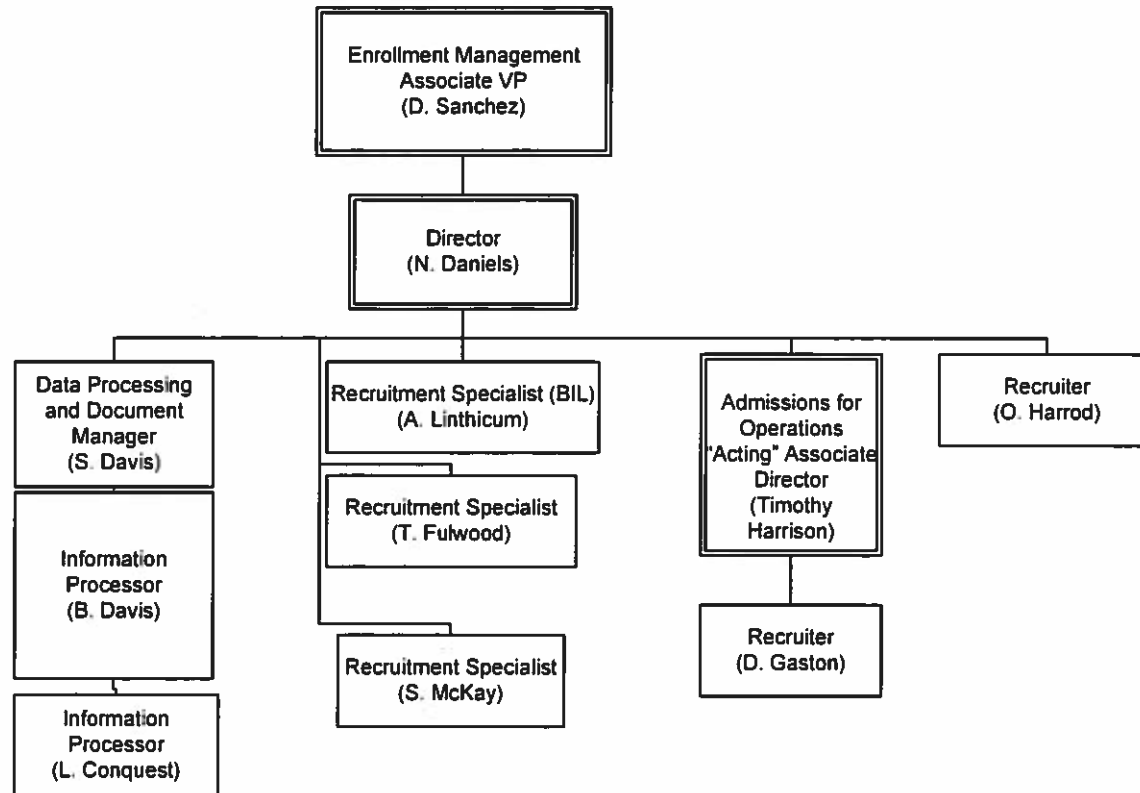 Enrollment Management
Associate VP
(D. Sanchez)
Director
(N. Daniels)
Data Processing
and Document
Manager
(S. Davis)
Recruitment Specialist (BIL)
(A. Linthicum)
Admissions for
Operations
"Acting" Associate
Director
(Timothy
Harrison)
Recruiter
(O. Harrod)
Information
Processor
(B. Davis)
Recruitment Specialist
(T. Fulwood)
Recruitment Specialist
(S. McKay)
Recruiter
(D. Gaston)
Information
Processor
(L. Conquest)